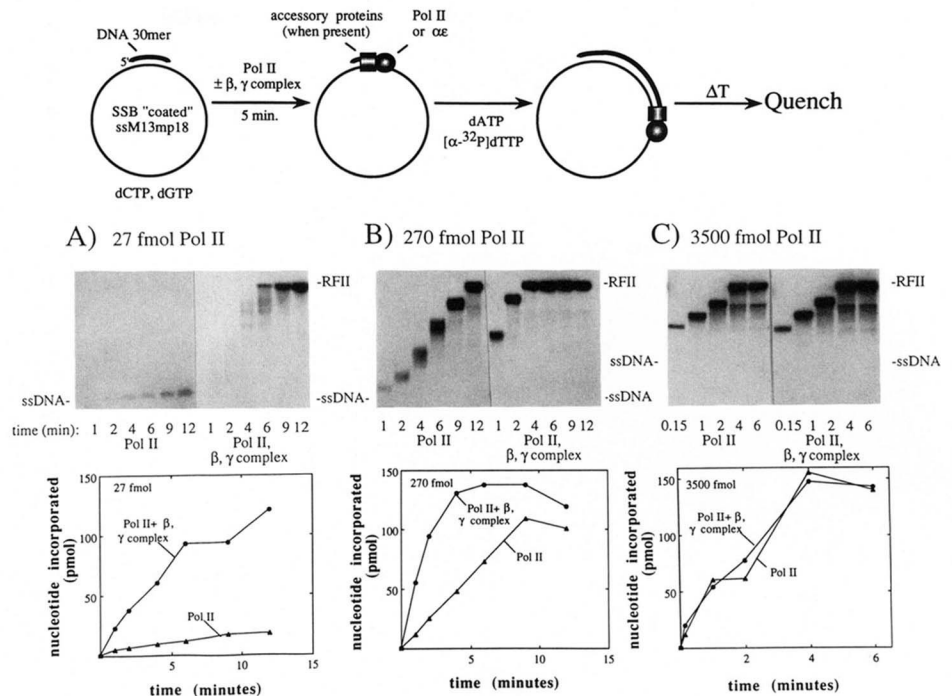 accessory proteins
(when present)
Pol II
or αε
DNA 30mer
5'
Pol II
± β, γ complex
5 min.
SSB "coated"
ssM13mp18
dCTP, dGTP
dATP
[α-32P]dTTP
ΔT
Quench
A) 27 fmol Pol II
B) 270 fmol Pol II
C) 3500 fmol Pol II
-RFII
ssDNA-
-ssDNA
-RFII
ssDNA-
-ssDNA
-RFII
-ssDNA
time (min): 1 2 4 6 9 12 1 2 4 6 9 12
Pol II
Pol II,
β, γ complex
1 2 4 6 9 12 1 2 4 6 9 12
Pol II
Pol II,
β, γ complex
0.15 1 2 4 6 0.15 1 2 4 6
Pol II
Pol II,
β, γ complex
nucleotide incorporated
(pmol)
150
100
50
27 fmol
Pol II+ β,
γ complex
Pol II
5 10 15
time (minutes)
nucleotide incorporated
(pmol)
150
100
50
270 fmol
Pol II+ β,
γ complex
Pol II
5 10 15
time (minutes)
nucleotide incorporated
(pmol)
150
100
50
3500 fmol
Pol II+ β,
γ complex
Pol II
2 4 6
time (minutes)